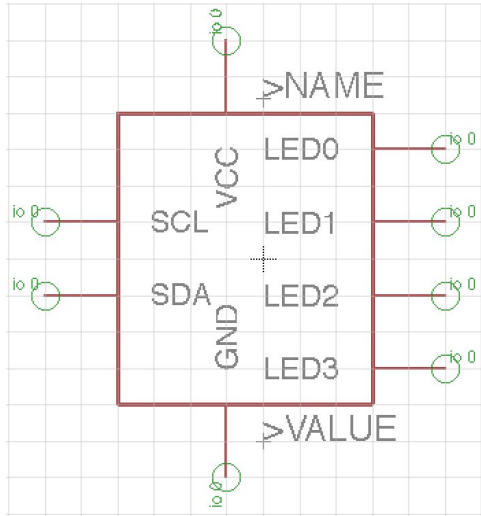 io 0
>NAME
VCC
LED0
io 0
io 0
SCL
LED1
io 0
io 0
SDA
LED2
io 0
GND
LED3
io 0
>VALUE
io 0